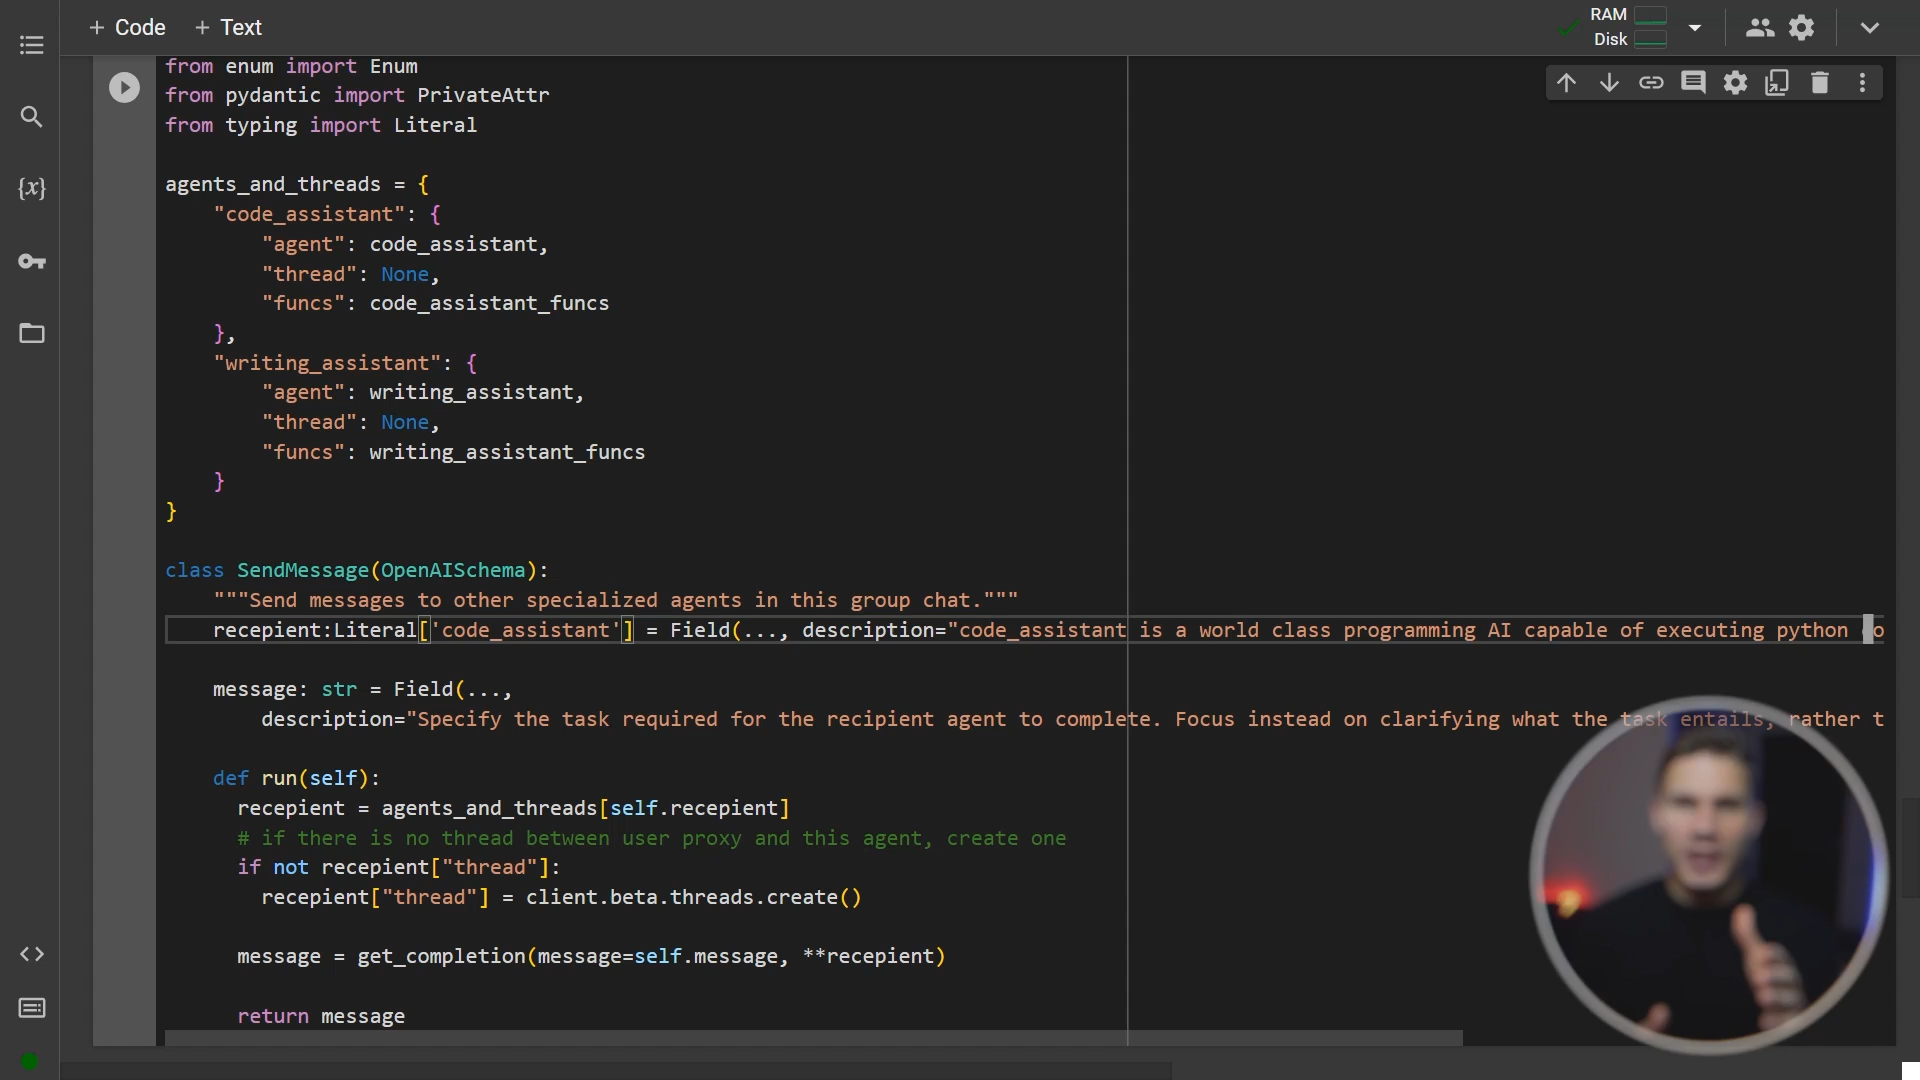 + Code + Text
RAM
Disk
from enum import Enum
from pydantic import PrivateAttr
from typing import Literal
{x}
agents_and_threads = {
"code_assistant": {
"agent": code_assistant,
"thread": None,
"funcs": code_assistant_funcs
},
"writing_assistant": {
"agent": writing_assistant,
"thread": None,
"funcs": writing_assistant_funcs
}
}
class SendMessage(OpenAISchema):
"""Send messages to other specialized agents in this group chat."""
recepient:Literal['code_assistant'] = Field(..., description="code_assistant is a world class programming AI capable of executing python
message: str = Field(...,
description="Specify the task required for the recipient agent to complete. Focus instead on clarifying what the task entails, rather t
def run(self):
recepient = agents_and_threads[self.recepient]
# if there is no thread between user proxy and this agent, create one
if not recepient["thread"]:
recepient["thread"] = client.beta.threads.create()
message = get_completion(message=self.message, **recepient)
return message